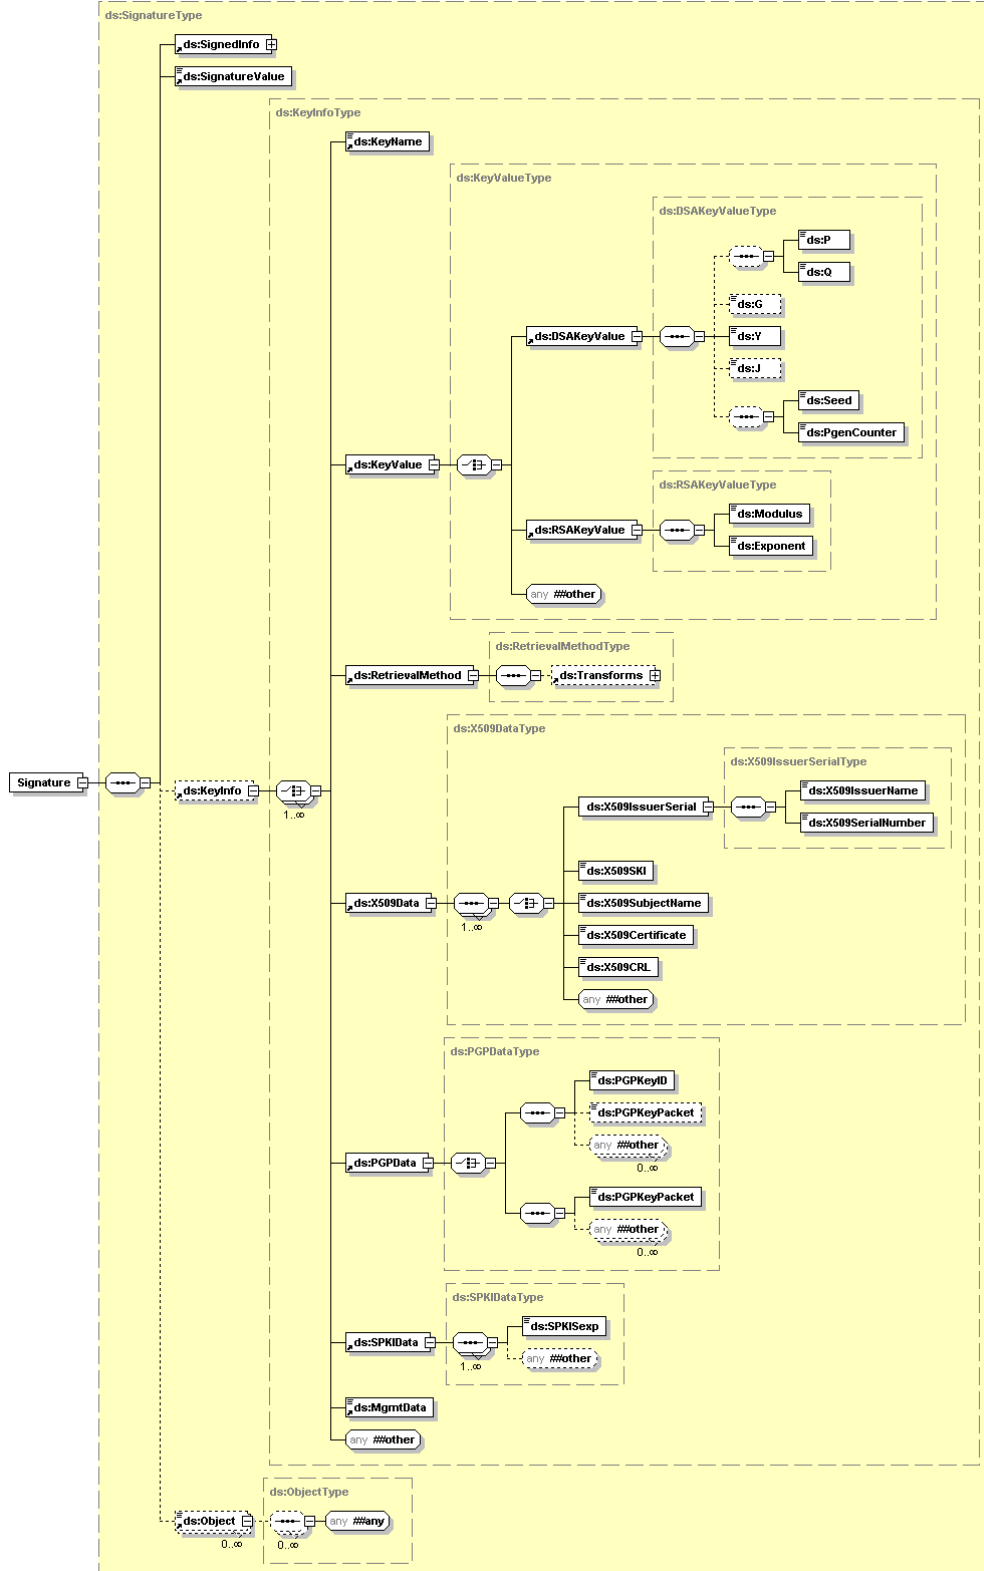 ds:SignatureType
ds:SignedInfo
ds:SignatureValue
ds:KeyInfoType
ds:KeyName
ds:KeyValueType
ds:DSAKeyValueType
ds:P
ds:Q
ds:G
ds:DSAKeyValue
ds:Y
ds:J
ds:Seed
ds:PgenCounter
ds:KeyValue
ds:RSAKeyValueType
ds:Modulus
ds:RSAKeyValue
ds:Exponent
any ##other
ds:RetrievalMethodType
ds:RetrievalMethod
ds:Transforms
ds:X509DataType
ds:X509IssuerSerialType
Signature
ds:KeyInfo
1..∞
ds:X509IssuerSerial
ds:X509IssuerName
ds:X509SerialNumber
ds:X509SKI
ds:X509Data
1..∞
ds:X509SubjectName
ds:X509Certificate
ds:X509CRL
any ##other
ds:PGPDataType
ds:PGPKeyID
ds:PGPKeyPacket
any ##other
0..∞
ds:PGPData
ds:PGPKeyPacket
any ##other
0..∞
ds:SPKIDataType
ds:SPKISexp
ds:SPKIData
1..∞
any ##other
ds:MgmtData
any ##other
ds:ObjectType
ds:Object
0..∞
0..∞
any ##any